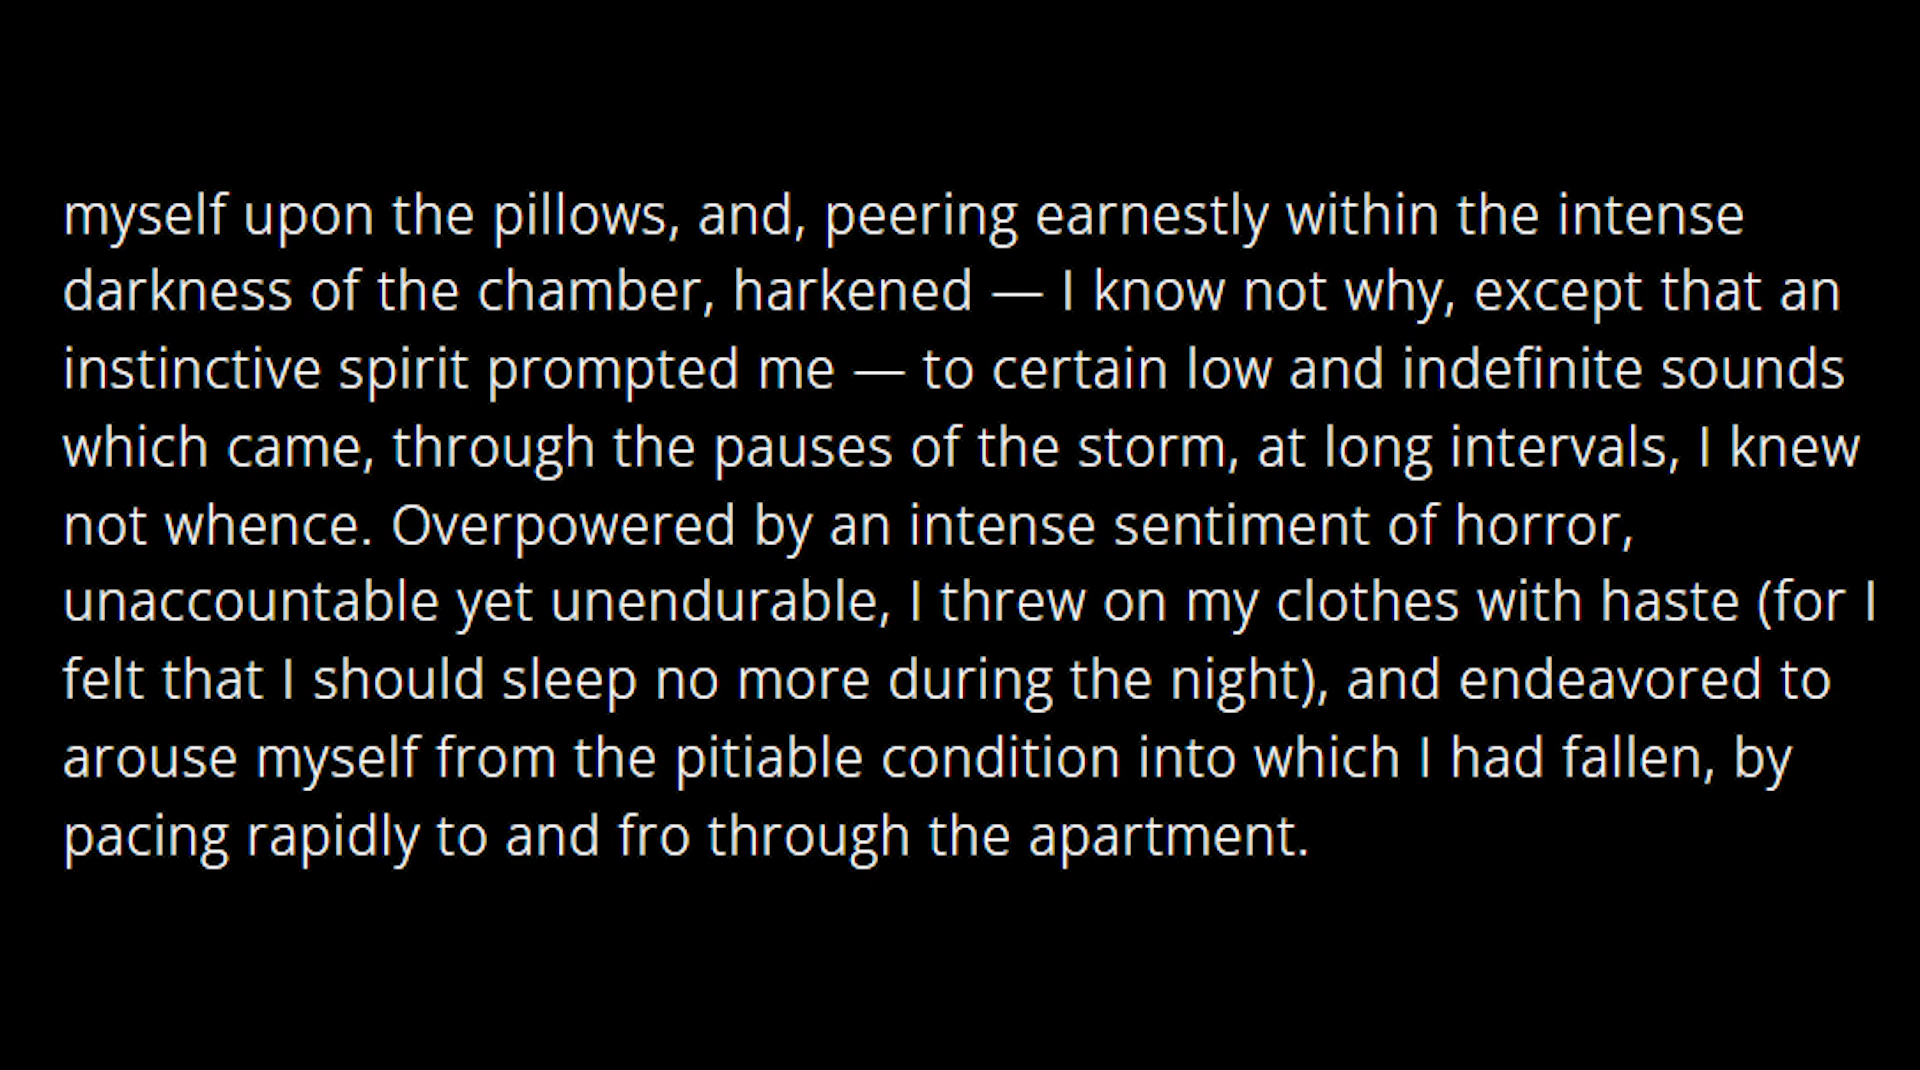 myself upon the pillows, and, peering earnestly within the intense
darkness of the chamber, harkened — I know not why, except that an
instinctive spirit prompted me — to certain low and indefinite sounds
which came, through the pauses of the storm, at long intervals, I knew
not whence. Overpowered by an intense sentiment of horror,
unaccountable yet unendurable, I threw on my clothes with haste (for I
felt that I should sleep no more during the night), and endeavored to
arouse myself from the pitiable condition into which I had fallen, by
pacing rapidly to and fro through the apartment.